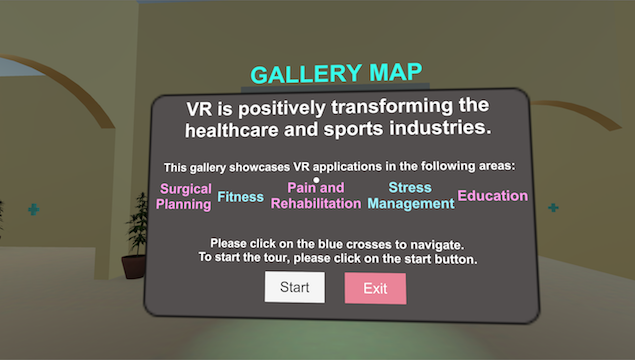 GALLERY MAP
VR is positively transforming the
healthcare and sports industries.
This gallery showcases VR applications in the following areas:
Surgical Planning
Fitness
Pain and Rehabilitation
Stress Management
Education
Please click on the blue crosses to navigate.
To start the tour, please click on the start button.
Start
Exit